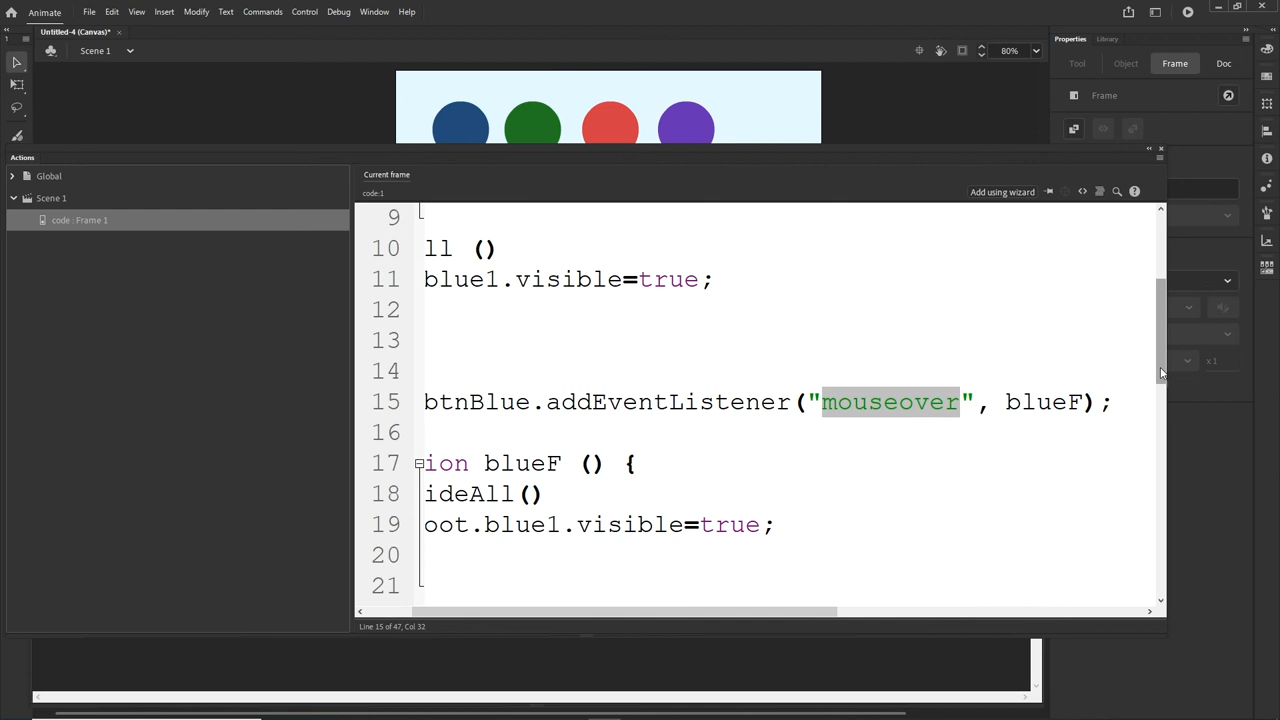 Animate File Edit View Insert Modify Text Commands Control Debug Window Help
Untitled-4 (Canvas)* ×
Scene 1
80%
Properties Library
Tool Object Frame Doc
Frame
Actions
Global
Scene 1
code : Frame 1
Current frame
code:1
Add using wizard
9
10 ll ()
11 blue1.visible=true;
12
13
14
15 btnBlue.addEventListener("mouseover", blueF);
16
17 ion blueF () {
18 ideAll()
19 oot.blue1.visible=true;
20
21
Line 15 of 47, Col 32
x 1